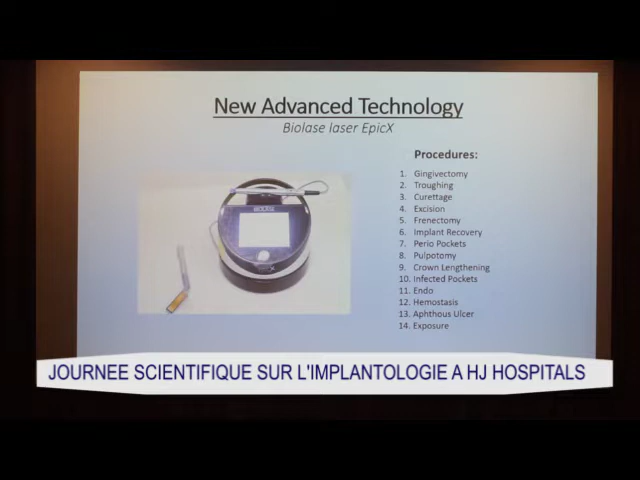 New Advanced Technology
Biolase laser EpicX
Procedures:
1. Gingivectomy
2. Troughing
3. Curettage
4. Excision
5. Frenectomy
6. Implant Recovery
7. Perio Pockets
8. Pulpotomy
9. Crown Lengthening
10. Infected Pockets
11. Endo
12. Hemostasis
13. Aphthous Ulcer
14. Exposure
BIOLASE
JOURNEE SCIENTIFIQUE SUR L'IMPLANTOLOGIE A HJ HOSPITALS